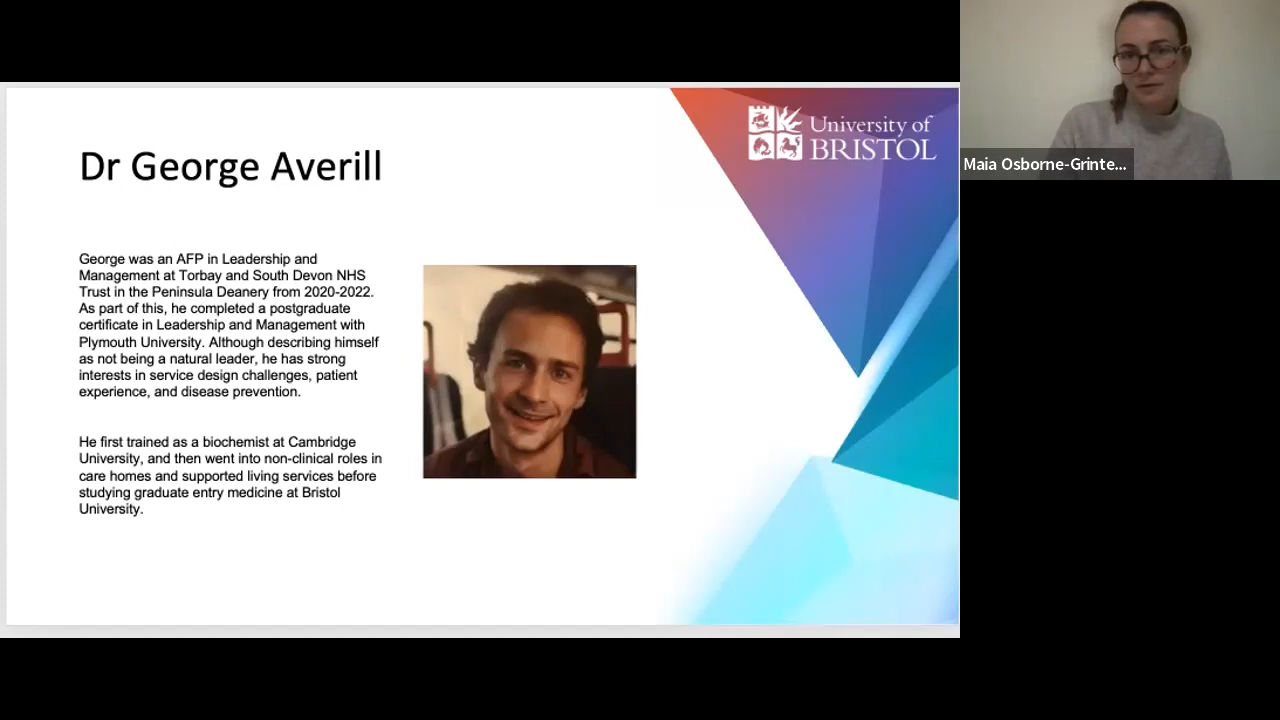 Dr George Averill
University of
BRISTOL
Maia Osborne-Grinte...
George was an AFP in Leadership and
Management at Torbay and South Devon NHS
Trust in the Peninsula Deanery from 2020-2022.
As part of this, he completed a postgraduate
certificate in Leadership and Management with
Plymouth University. Although describing himself
as not being a natural leader, he has strong
interests in service design challenges, patient
experience, and disease prevention.
He first trained as a biochemist at Cambridge
University, and then went into non-clinical roles in
care homes and supported living services before
studying graduate entry medicine at Bristol
University.